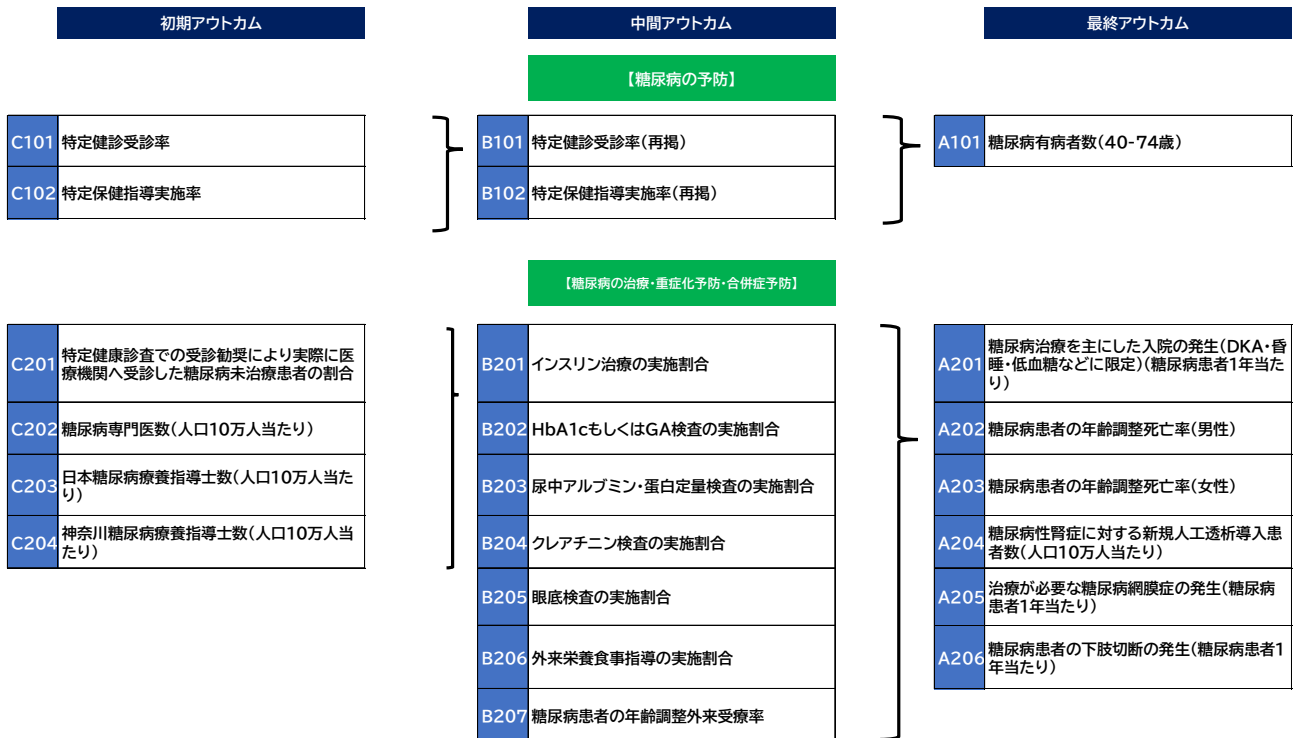 初期アウトカム
中間アウトカム
最終アウトカム
【糖尿病の予防】
C101 特定健診受診率
B101 特定健診受診率(再掲)
A101 糖尿病有病者数(40-74歳)
C102 特定保健指導実施率
B102 特定保健指導実施率(再掲)
【糖尿病の治療・重症化予防・合併症予防】
C201 特定健康診査での受診勧奨により実際に医
療機関へ受診した糖尿病未治療患者の割合
B201 インスリン治療の実施割合
A201 糖尿病治療を主にした入院の発生(DKA・昏
睡・低血糖などに限定)(糖尿病患者1年当た
り)
C202 糖尿病専門医数(人口10万人当たり)
B202 HbA1cもしくはGA検査の実施割合
A202 糖尿病患者の年齢調整死亡率(男性)
C203 日本糖尿病療養指導士数(人口10万人当た
り)
B203 尿中アルブミン・蛋白定量検査の実施割合
A203 糖尿病患者の年齢調整死亡率(女性)
C204 神奈川糖尿病療養指導士数(人口10万人当
たり)
B204 クレアチニン検査の実施割合
A204 糖尿病性腎症に対する新規人工透析導入患
者数(人口10万人当たり)
B205 眼底検査の実施割合
A205 治療が必要な糖尿病網膜症の発生(糖尿病
患者1年当たり)
B206 外来栄養食事指導の実施割合
A206 糖尿病患者の下肢切断の発生(糖尿病患者1
年当たり)
B207 糖尿病患者の年齢調整外来受療率